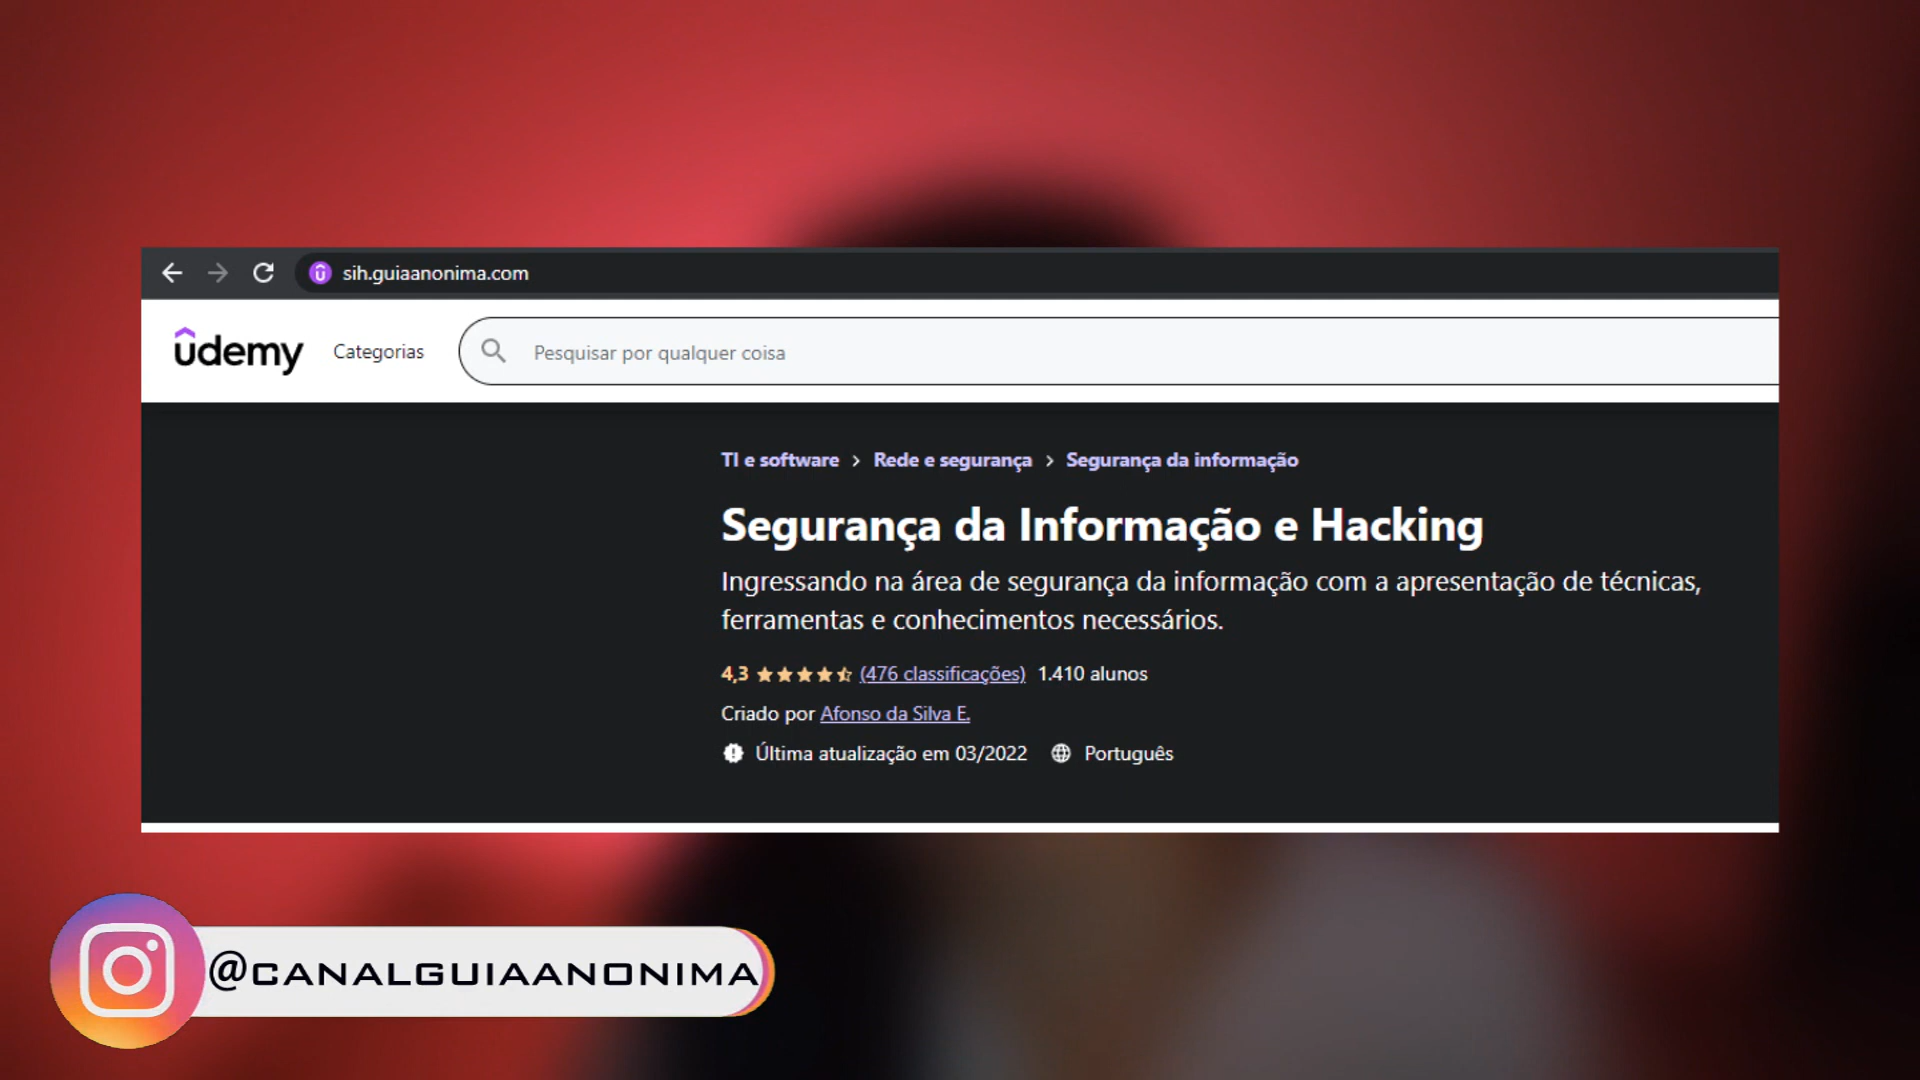 sih.guiaanonima.com
ûdemy Categorias Pesquisar por qualquer coisa
TI e software > Rede e segurança > Segurança da informação
Segurança da Informação e Hacking
Ingressando na área de segurança da informação com a apresentação de técnicas,
ferramentas e conhecimentos necessários.
4,3 (476 classificações) 1.410 alunos
Criado por Afonso da Silva E.
Última atualização em 03/2022 Português
@CANALGUIAANONIMA